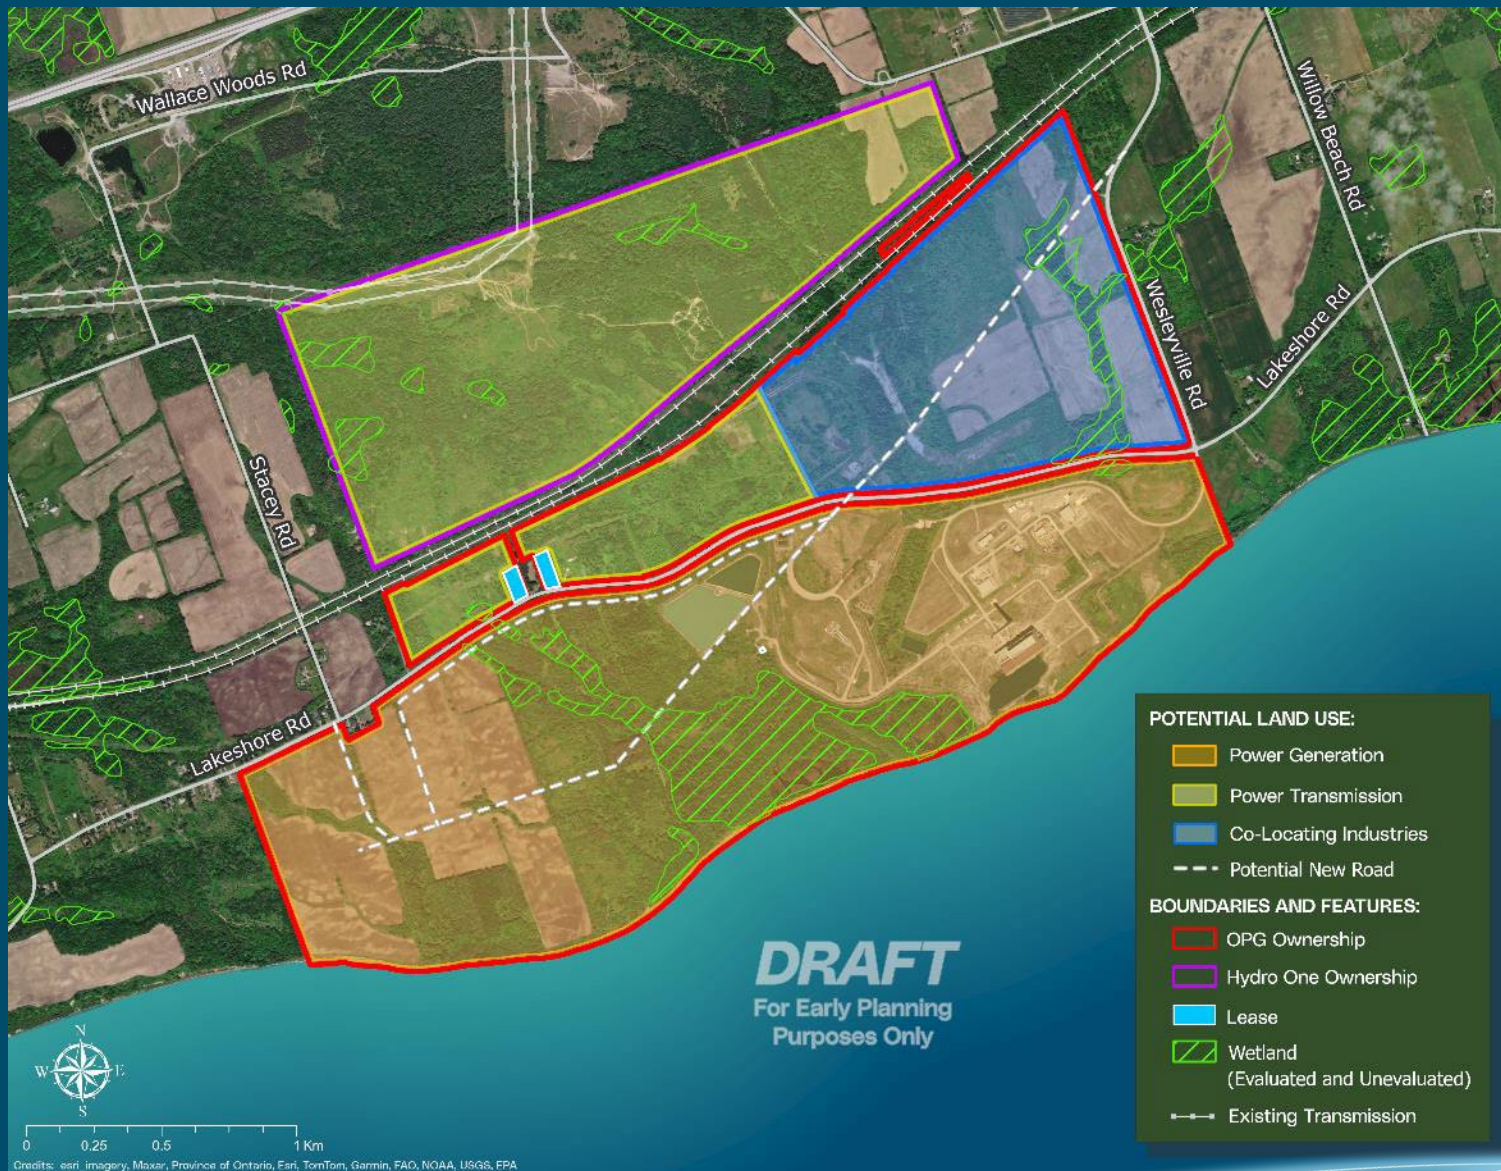 Wallace Woods Rd
Willow Beach Rd
Wesleyville Rd
Lakeshore Rd
Stacey Rd
Lakeshore Rd
POTENTIAL LAND USE:
Power Generation
Power Transmission
Co-Locating Industries
Potential New Road
BOUNDARIES AND FEATURES:
OPG Ownership
Hydro One Ownership
Lease
Wetland
(Evaluated and Unevaluated)
Existing Transmission
DRAFT
For Early Planning
Purposes Only
N
W E
S
0 0.25 0.5 1 Km
Credits: esri imagery, Maxar, Province of Ontario, Esri, TomTom, Garmin, FAO, NOAA, USGS, EPA